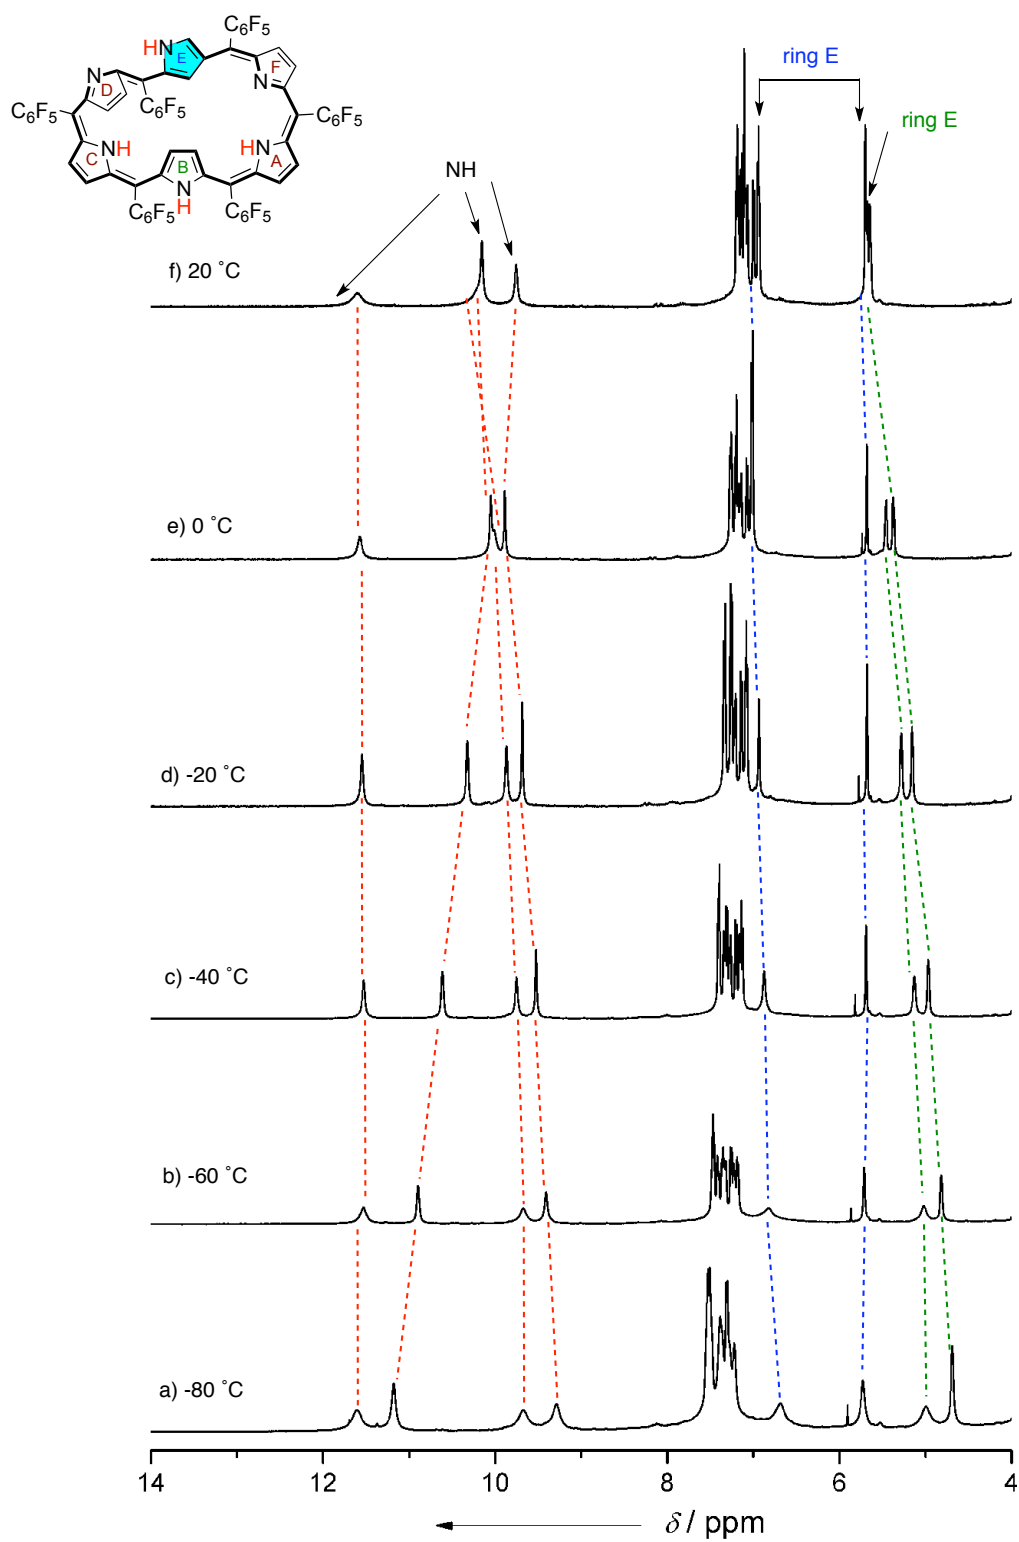 C6F5
HN
E
F
N
N
D
C6F5
C6F5
C6F5
NH
C
B
HN
A
N
H
C6F5
C6F5
ring E
ring E
NH
f) 20 ˚C
e) 0 ˚C
d) -20 ˚C
c) -40 ˚C
b) -60 ˚C
a) -80 ˚C
14 12 10 8 6 4
δ / ppm